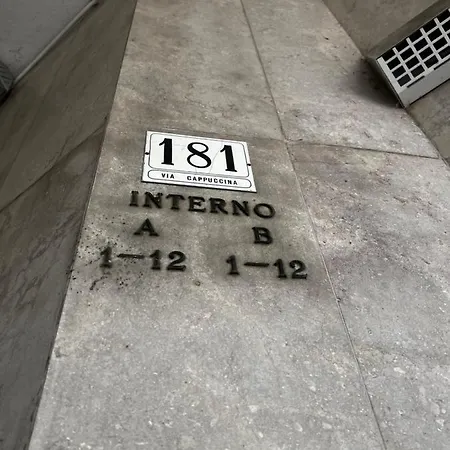 181
VIA CAPPUCCINA
INTERNO
A B
1-12 1-12